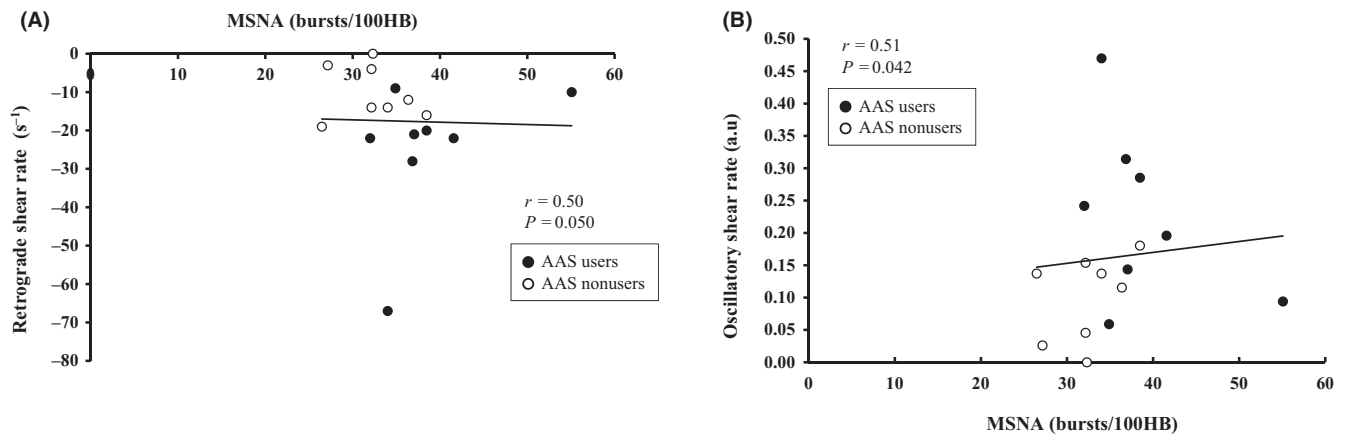 (A)
MSNA (bursts/100HB)
0
0 10 20 30 40 50 60
–10
–20
–30
–40
–50
–60
–70
–80
Retrograde shear rate (s⁻¹)
r = 0.50
P = 0.050
AAS users
AAS nonusers
(B)
0.50
0.45
0.40
0.35
0.30
0.25
0.20
0.15
0.10
0.05
0.00
Oscillatory shear rate (a.u)
r = 0.51
P = 0.042
AAS users
AAS nonusers
0 10 20 30 40 50 60
MSNA (bursts/100HB)